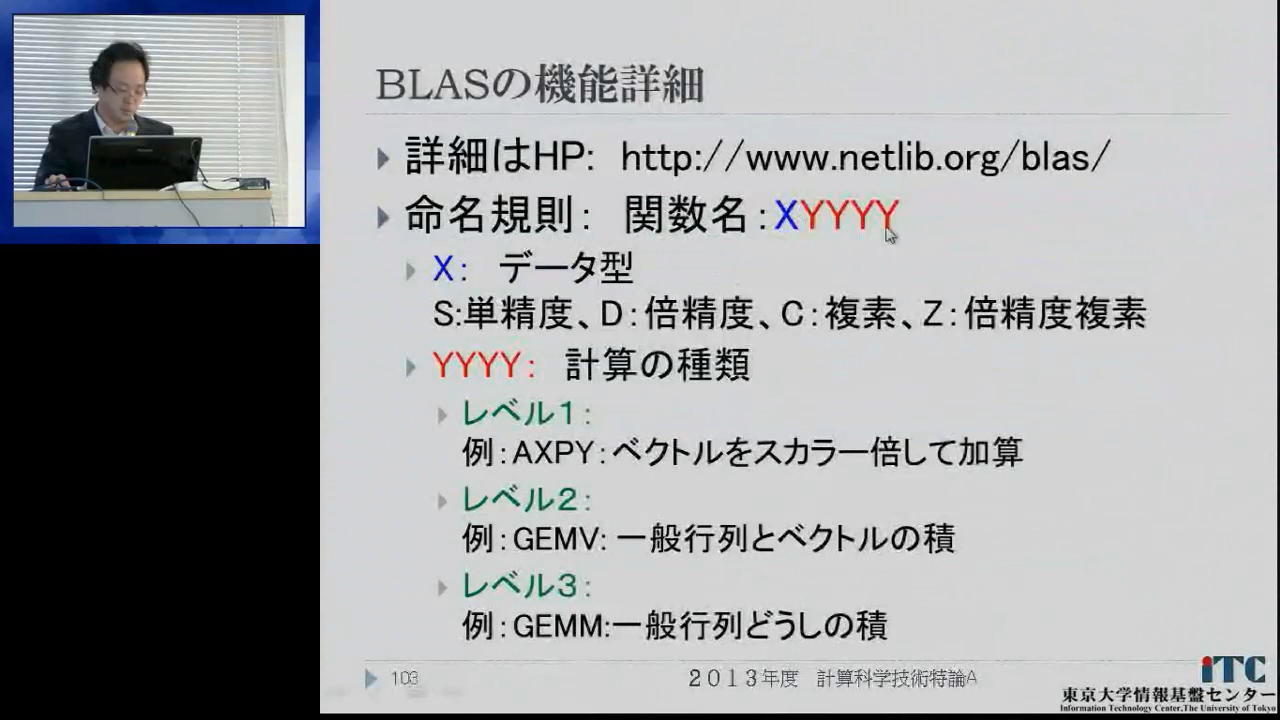 BLASの機能詳細
詳細はHP: http://www.netlib.org/blas/
命名規則: 関数名:XYYYY
X: データ型
S:単精度、D:倍精度、C:複素、Z:倍精度複素
YYYY: 計算の種類
レベル1:
例:AXPY:ベクトルをスカラー倍して加算
レベル2:
例:GEMV: 一般行列とベクトルの積
レベル3:
例:GEMM:一般行列どうしの積
103
2013年度 計算科学技術特論A
iTC
東京大学情報基盤センター
Information Technology Center,The University of Tokyo